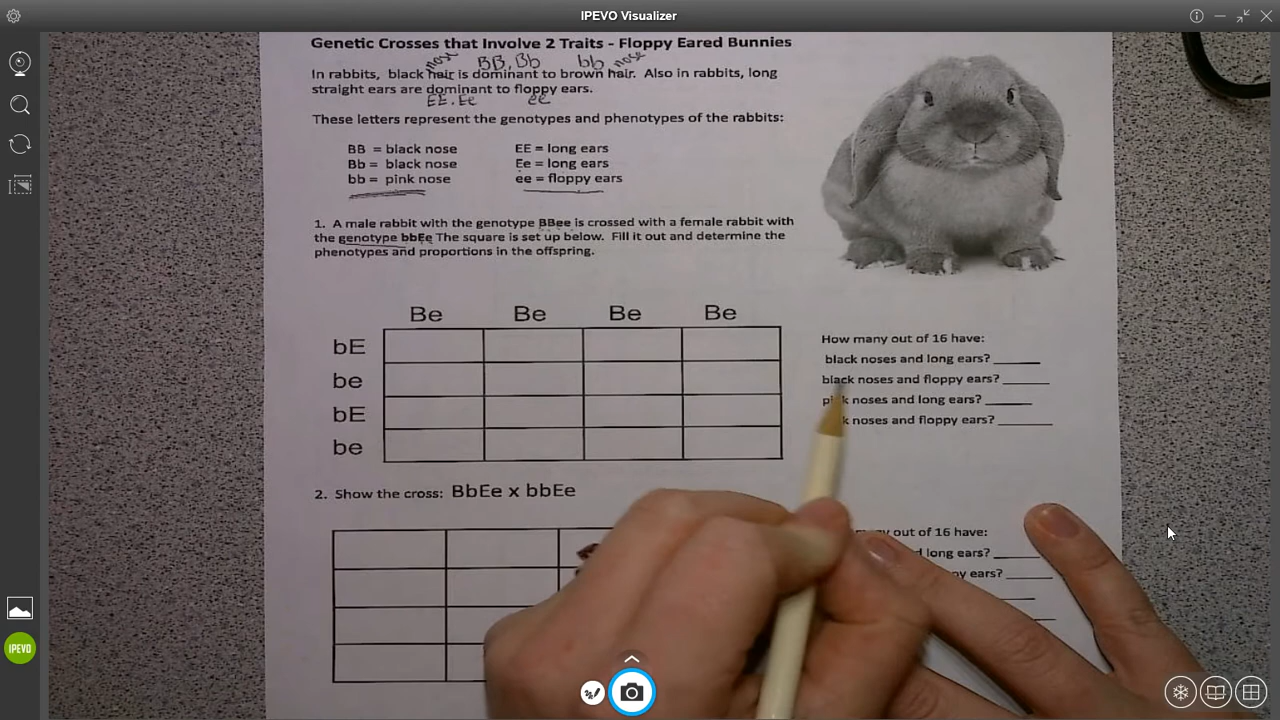 IPEVO Visualizer
Genetic Crosses that Involve 2 Traits - Floppy Eared Bunnies
nose BB, Bb bb nose
In rabbits, black hair is dominant to brown hair. Also in rabbits, long
straight ears are dominant to floppy ears.
EE, Ee ee
These letters represent the genotypes and phenotypes of the rabbits:
BB = black nose EE = long ears
Bb = black nose Ee = long ears
bb = pink nose ee = floppy ears
1. A male rabbit with the genotype BBee is crossed with a female rabbit with
the genotype bbEe The square is set up below. Fill it out and determine the
phenotypes and proportions in the offspring.
Be Be Be Be
bE
be
bE
be
How many out of 16 have:
black noses and long ears?
black noses and floppy ears?
noses and long ears?
noses and floppy ears?
2. Show the cross: BbEe x bbEe
out of 16 have:
long ears?
ears?
IPEVO